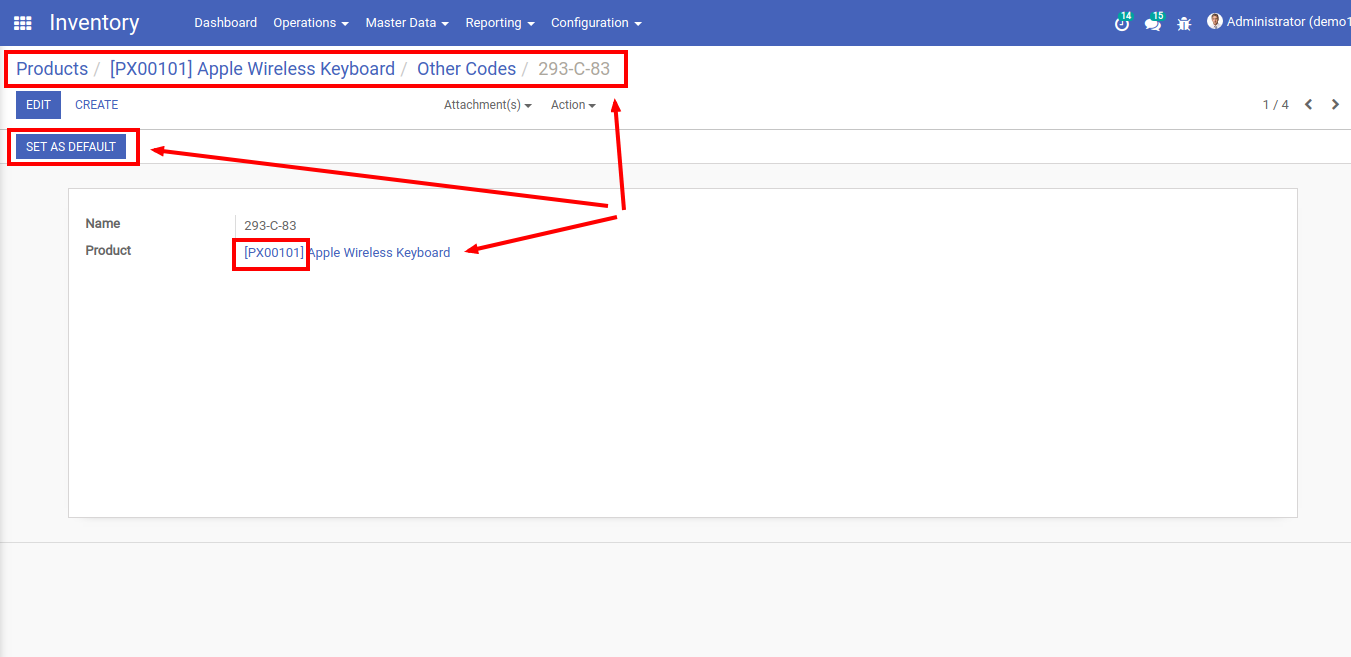 Inventory Dashboard Operations Master Data Reporting Configuration 14 15 Administrator (demo1
Products / [PX00101] Apple Wireless Keyboard / Other Codes / 293-C-83
EDIT CREATE Attachment(s) Action 1 / 4
SET AS DEFAULT
Name 293-C-83
Product [PX00101] Apple Wireless Keyboard